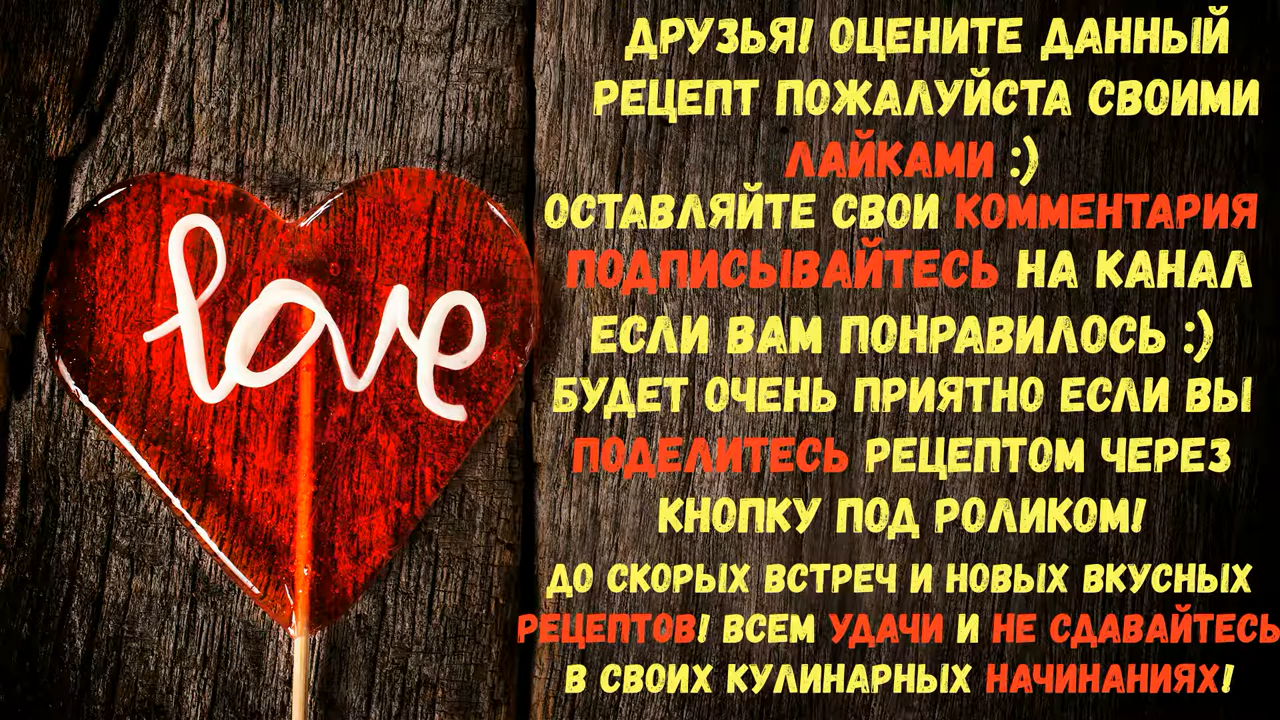 love
ДРУЗЬЯ! ОЦЕНИТЕ ДАННЫЙ
РЕЦЕПТ ПОЖАЛУЙСТА СВОИМИ
ЛАЙКАМИ :)
ОСТАВЛЯЙТЕ СВОИ КОММЕНТАРИЯ
ПОДПИСЫВАЙТЕСЬ НА КАНАЛ
ЕСЛИ ВАМ ПОНРАВИЛОСЬ :)
БУДЕТ ОЧЕНЬ ПРИЯТНО ЕСЛИ ВЫ
ПОДЕЛИТЕСЬ РЕЦЕПТОМ ЧЕРЕЗ
КНОПКУ ПОД РОЛИКОМ!
ДО СКОРЫХ ВСТРЕЧ И НОВЫХ ВКУСНЫХ
РЕЦЕПТОВ! ВСЕМ УДАЧИ И НЕ СДАВАЙТЕСЬ
В СВОИХ КУЛИНАРНЫХ НАЧИНАНИЯХ!